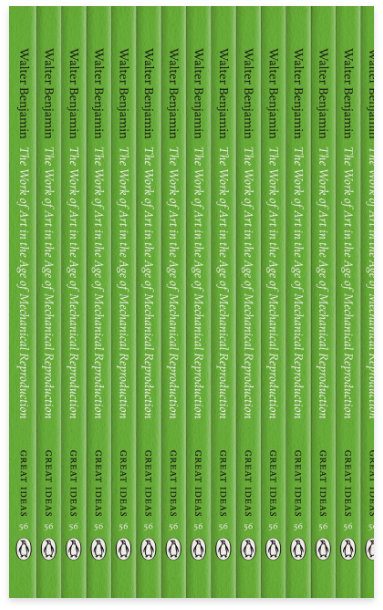 Walter Benjamin The Work of Art in the Age of Mechanical Reproduction GREAT IDEAS 56
Walter Benjamin The Work of Art in the Age of Mechanical Reproduction GREAT IDEAS 56
Walter Benjamin The Work of Art in the Age of Mechanical Reproduction GREAT IDEAS 56
Walter Benjamin The Work of Art in the Age of Mechanical Reproduction GREAT IDEAS 56
Walter Benjamin The Work of Art in the Age of Mechanical Reproduction GREAT IDEAS 56
Walter Benjamin The Work of Art in the Age of Mechanical Reproduction GREAT IDEAS 56
Walter Benjamin The Work of Art in the Age of Mechanical Reproduction GREAT IDEAS 56
Walter Benjamin The Work of Art in the Age of Mechanical Reproduction GREAT IDEAS 56
Walter Benjamin The Work of Art in the Age of Mechanical Reproduction GREAT IDEAS 56
Walter Benjamin The Work of Art in the Age of Mechanical Reproduction GREAT IDEAS 56
Walter Benjamin The Work of Art in the Age of Mechanical Reproduction GREAT IDEAS 56
Walter Benjamin The Work of Art in the Age of Mechanical Reproduction GREAT IDEAS 56
Walter Benjamin The Work of Art in the Age of Mechanical Reproduction GREAT IDEAS 56
Walter Benjamin The Work of Art in the Age of Mechanical Reproduction GREAT IDEAS 56